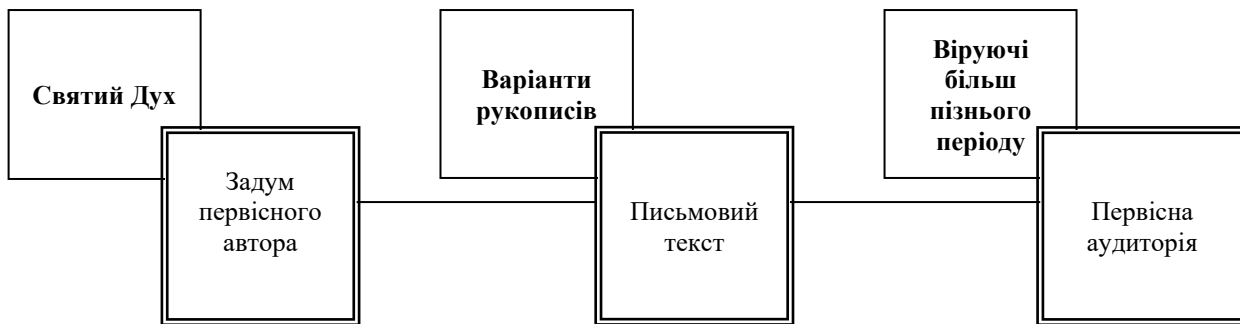 Святий Дух
Задум
первісного
автора
Варіанти
рукописів
Письмовий
текст
Віруючі
більш
пізнього
періоду
Первісна
аудиторія